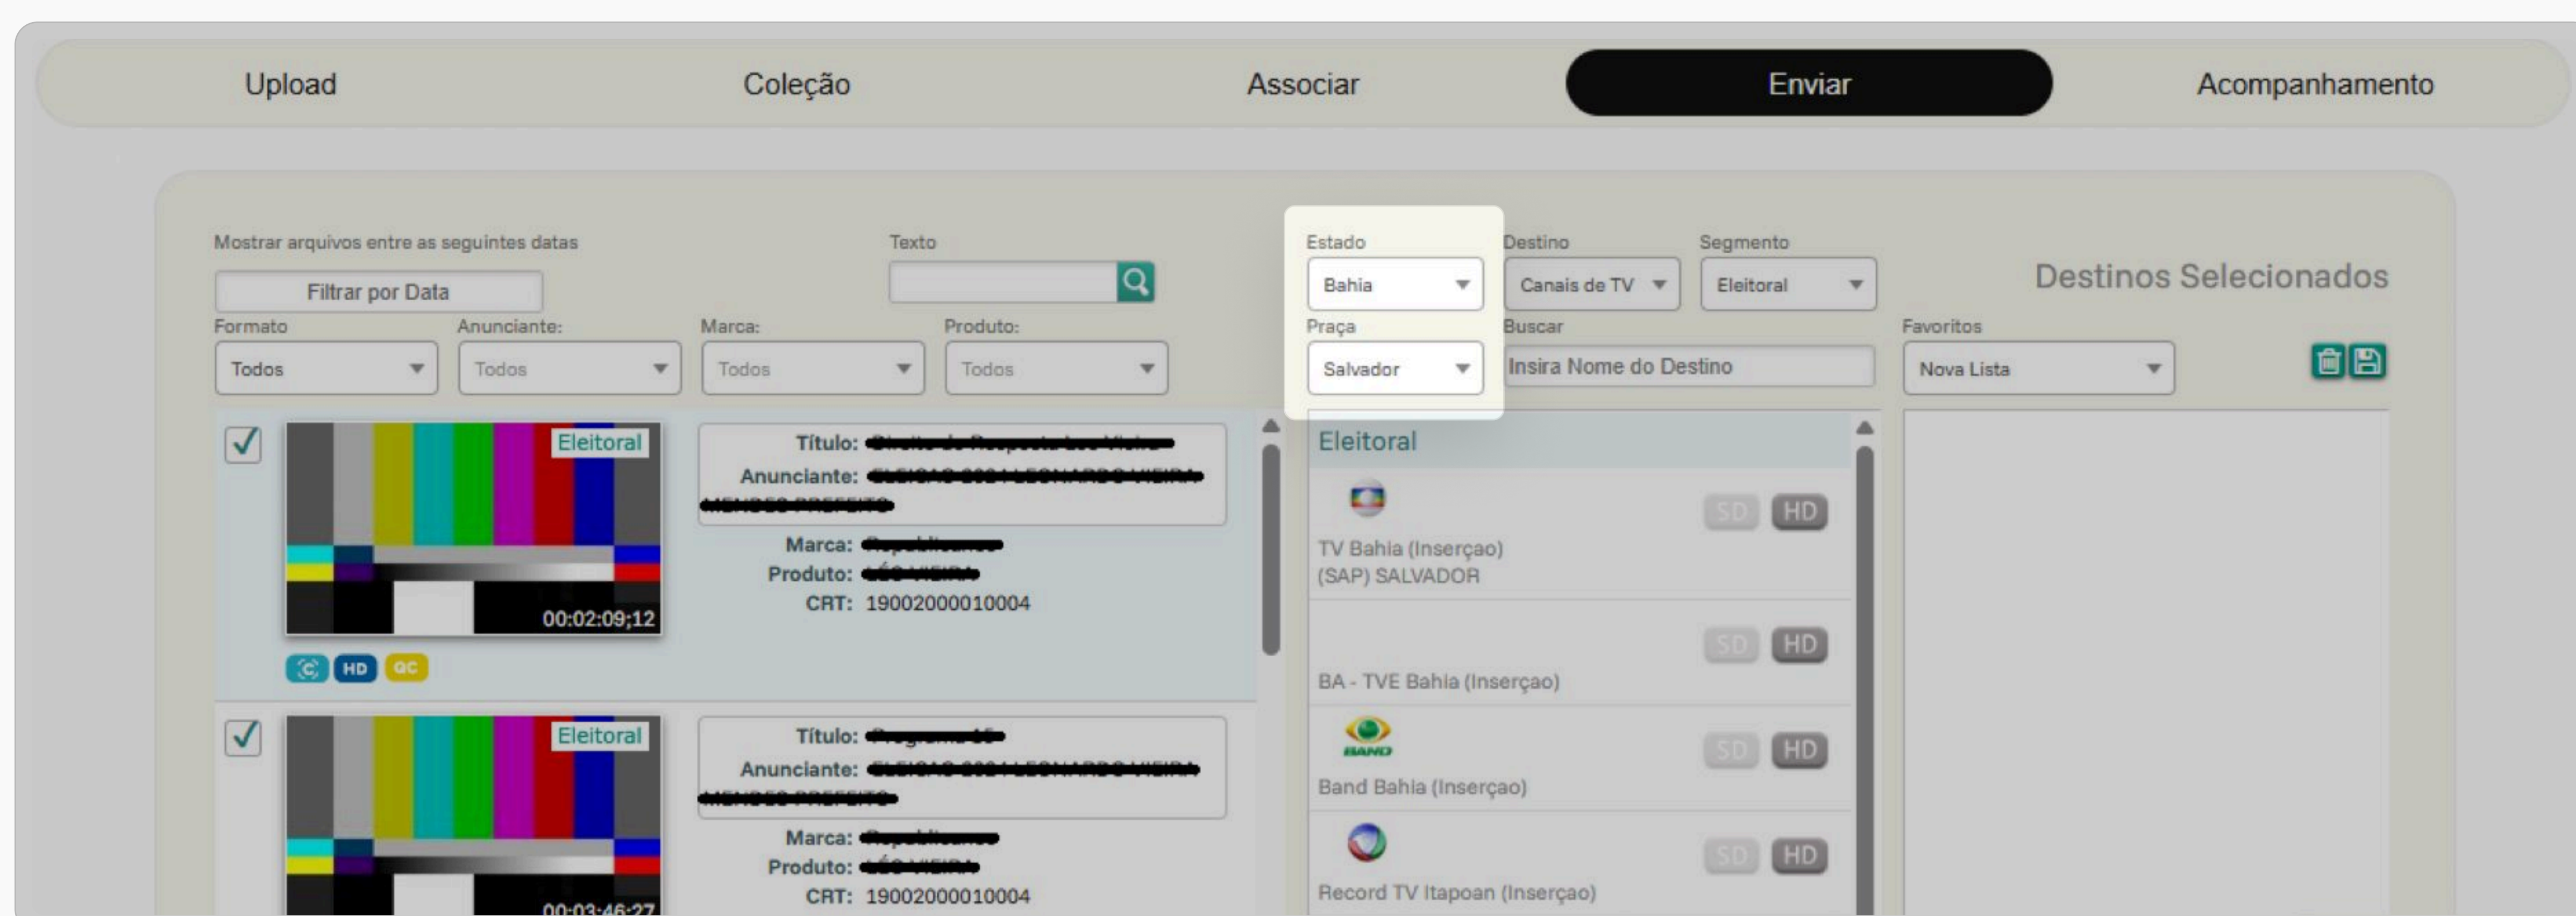 Upload
Coleção
Associar
Enviar
Acompanhamento
Mostrar arquivos entre as seguintes datas
Filtrar por Data
Texto
Formato
Todos
Anunciante:
Todos
Marca:
Todos
Produto:
Todos
Estado
Bahia
Destino
Canais de TV
Segmento
Eleitoral
Praça
Salvador
Buscar
Insira Nome do Destino
Destinos Selecionados
Favoritos
Nova Lista
Eleitoral
00:02:09;12
C HD QC
Título:
Anunciante:
Marca:
Produto:
CRT: 19002000010004
Eleitoral
00:03:46:27
Título:
Anunciante:
Marca:
Produto:
CRT: 19002000010004
Eleitoral
SD HD
TV Bahia (Inserçao)
(SAP) SALVADOR
SD HD
BA - TVE Bahia (Inserçao)
BAND
SD HD
Band Bahia (Inserçao)
SD HD
Record TV Itapoan (Inserçao)